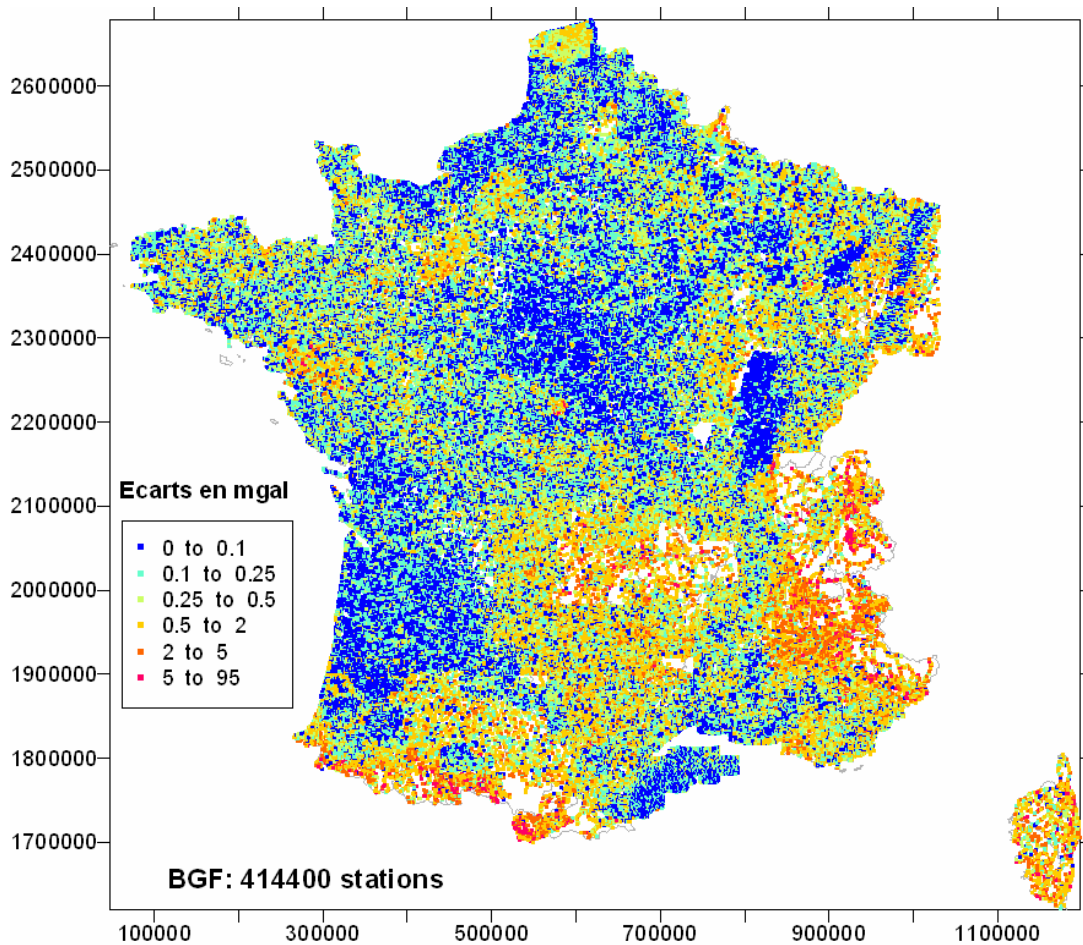 2600000
2500000
2400000
2300000
2200000
2100000
2000000
1900000
1800000
1700000
Ecarts en mgal
0 to 0.1
0.1 to 0.25
0.25 to 0.5
0.5 to 2
2 to 5
5 to 95
BGF: 414400 stations
100000 300000 500000 700000 900000 1100000